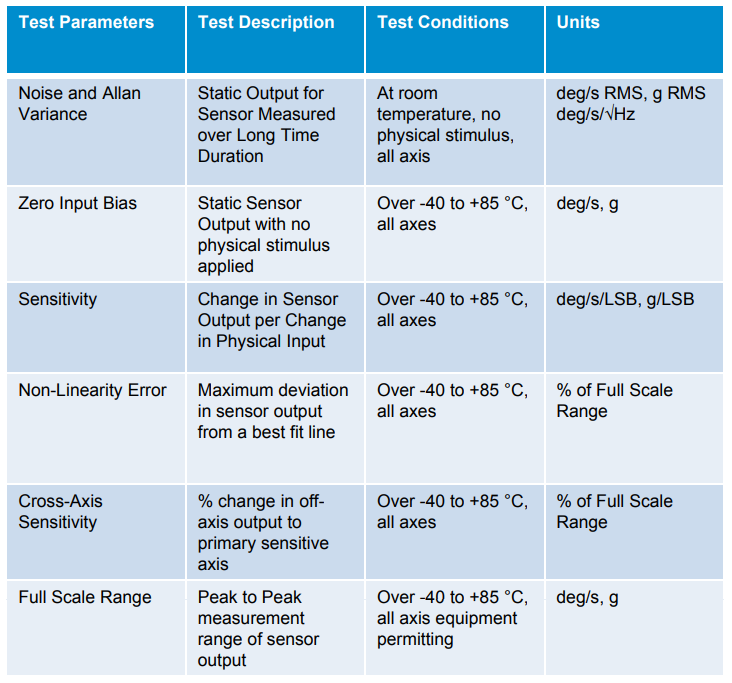 Test Parameters
Test Description
Test Conditions
Units
Noise and Allan
Variance
Static Output for
Sensor Measured
over Long Time
Duration
At room
temperature, no
physical stimulus,
all axis
deg/s RMS, g RMS
deg/s/√Hz
Zero Input Bias
Static Sensor
Output with no
physical stimulus
applied
Over -40 to +85 °C,
all axes
deg/s, g
Sensitivity
Change in Sensor
Output per Change
in Physical Input
Over -40 to +85 °C,
all axes
deg/s/LSB, g/LSB
Non-Linearity Error
Maximum deviation
in sensor output
from a best fit line
Over -40 to +85 °C,
all axes
% of Full Scale
Range
Cross-Axis
Sensitivity
% change in off-
axis output to
primary sensitive
axis
Over -40 to +85 °C,
all axes
% of Full Scale
Range
Full Scale Range
Peak to Peak
measurement
range of sensor
output
Over -40 to +85 °C,
all axis equipment
permitting
deg/s, g